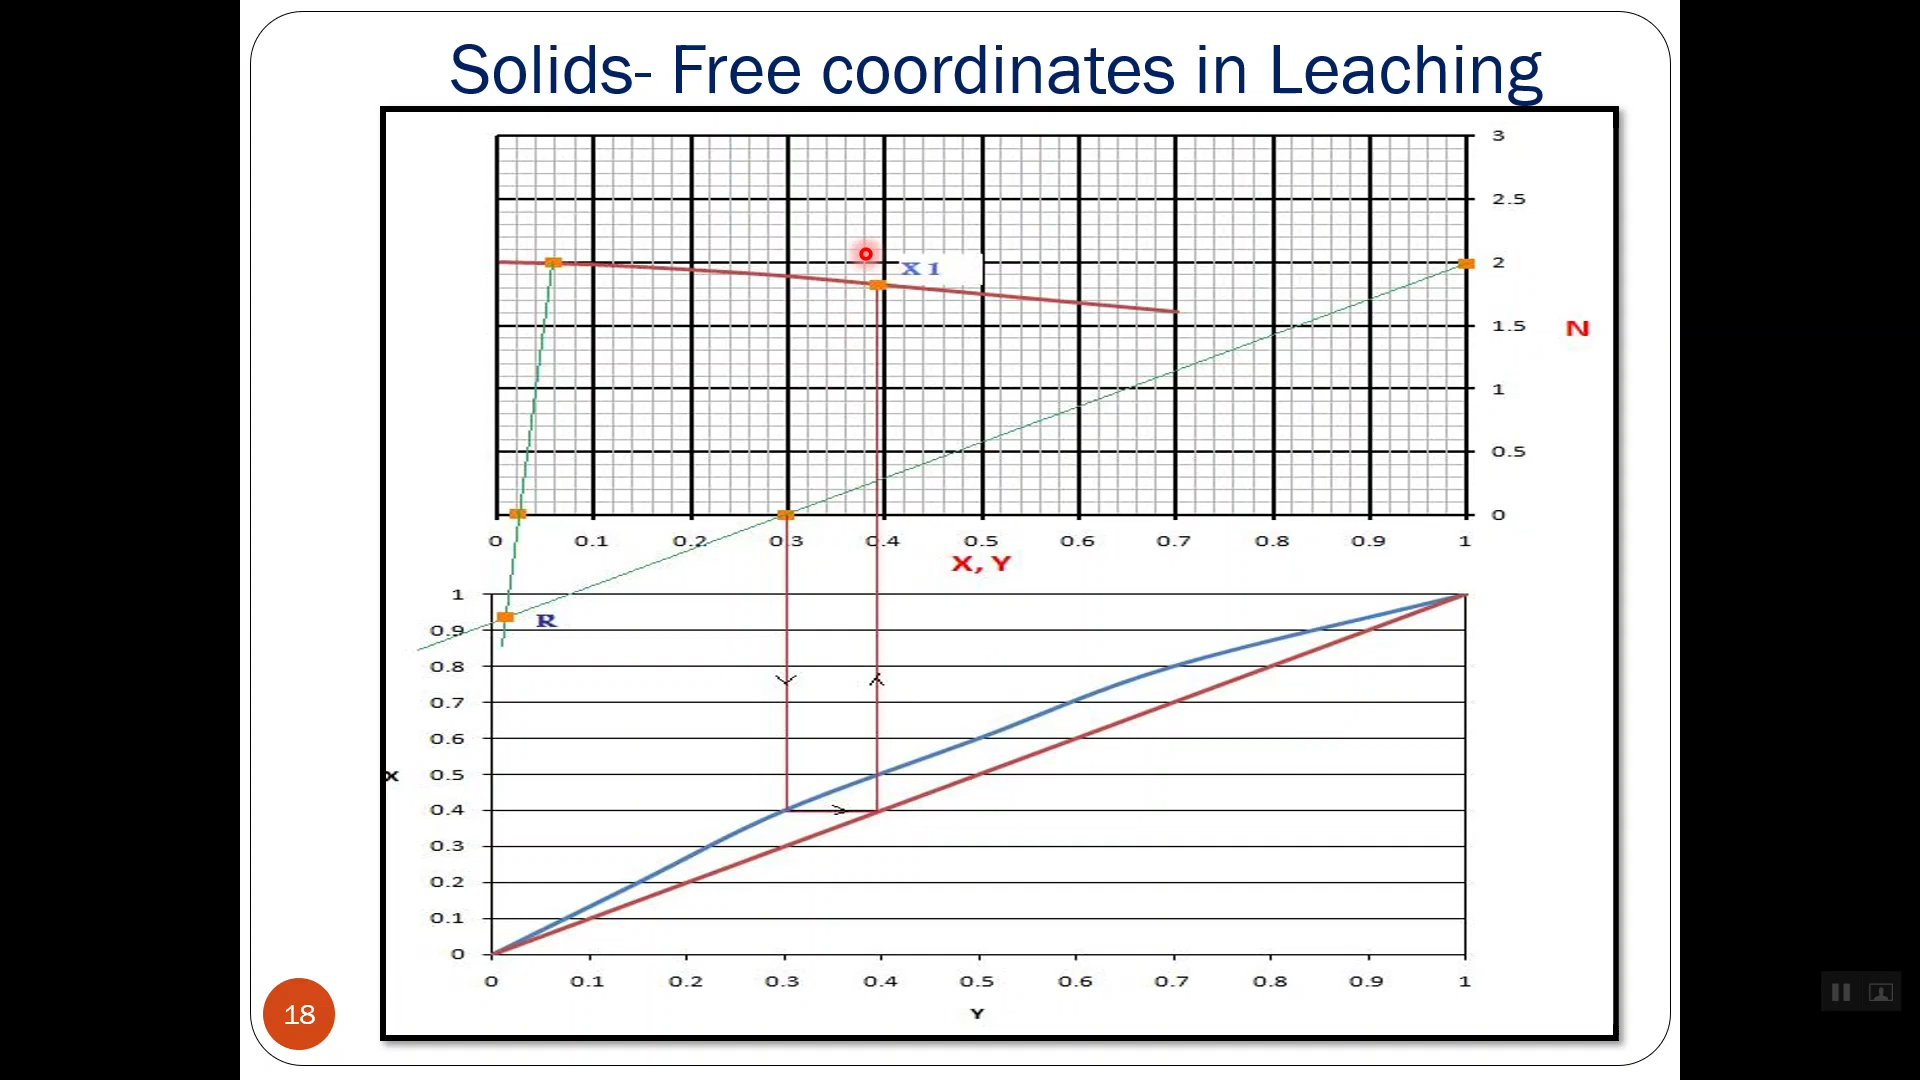 Solids- Free coordinates in Leaching
3
2.5
X 1
2
1.5
N
1
0.5
0
0 0.1 0.2 0.3 0.4 0.5 0.6 0.7 0.8 0.9 1
X, Y
1
R
0.9
0.8
0.7
0.6
X
0.5
0.4
0.3
0.2
0.1
0
0 0.1 0.2 0.3 0.4 0.5 0.6 0.7 0.8 0.9 1
Y
18